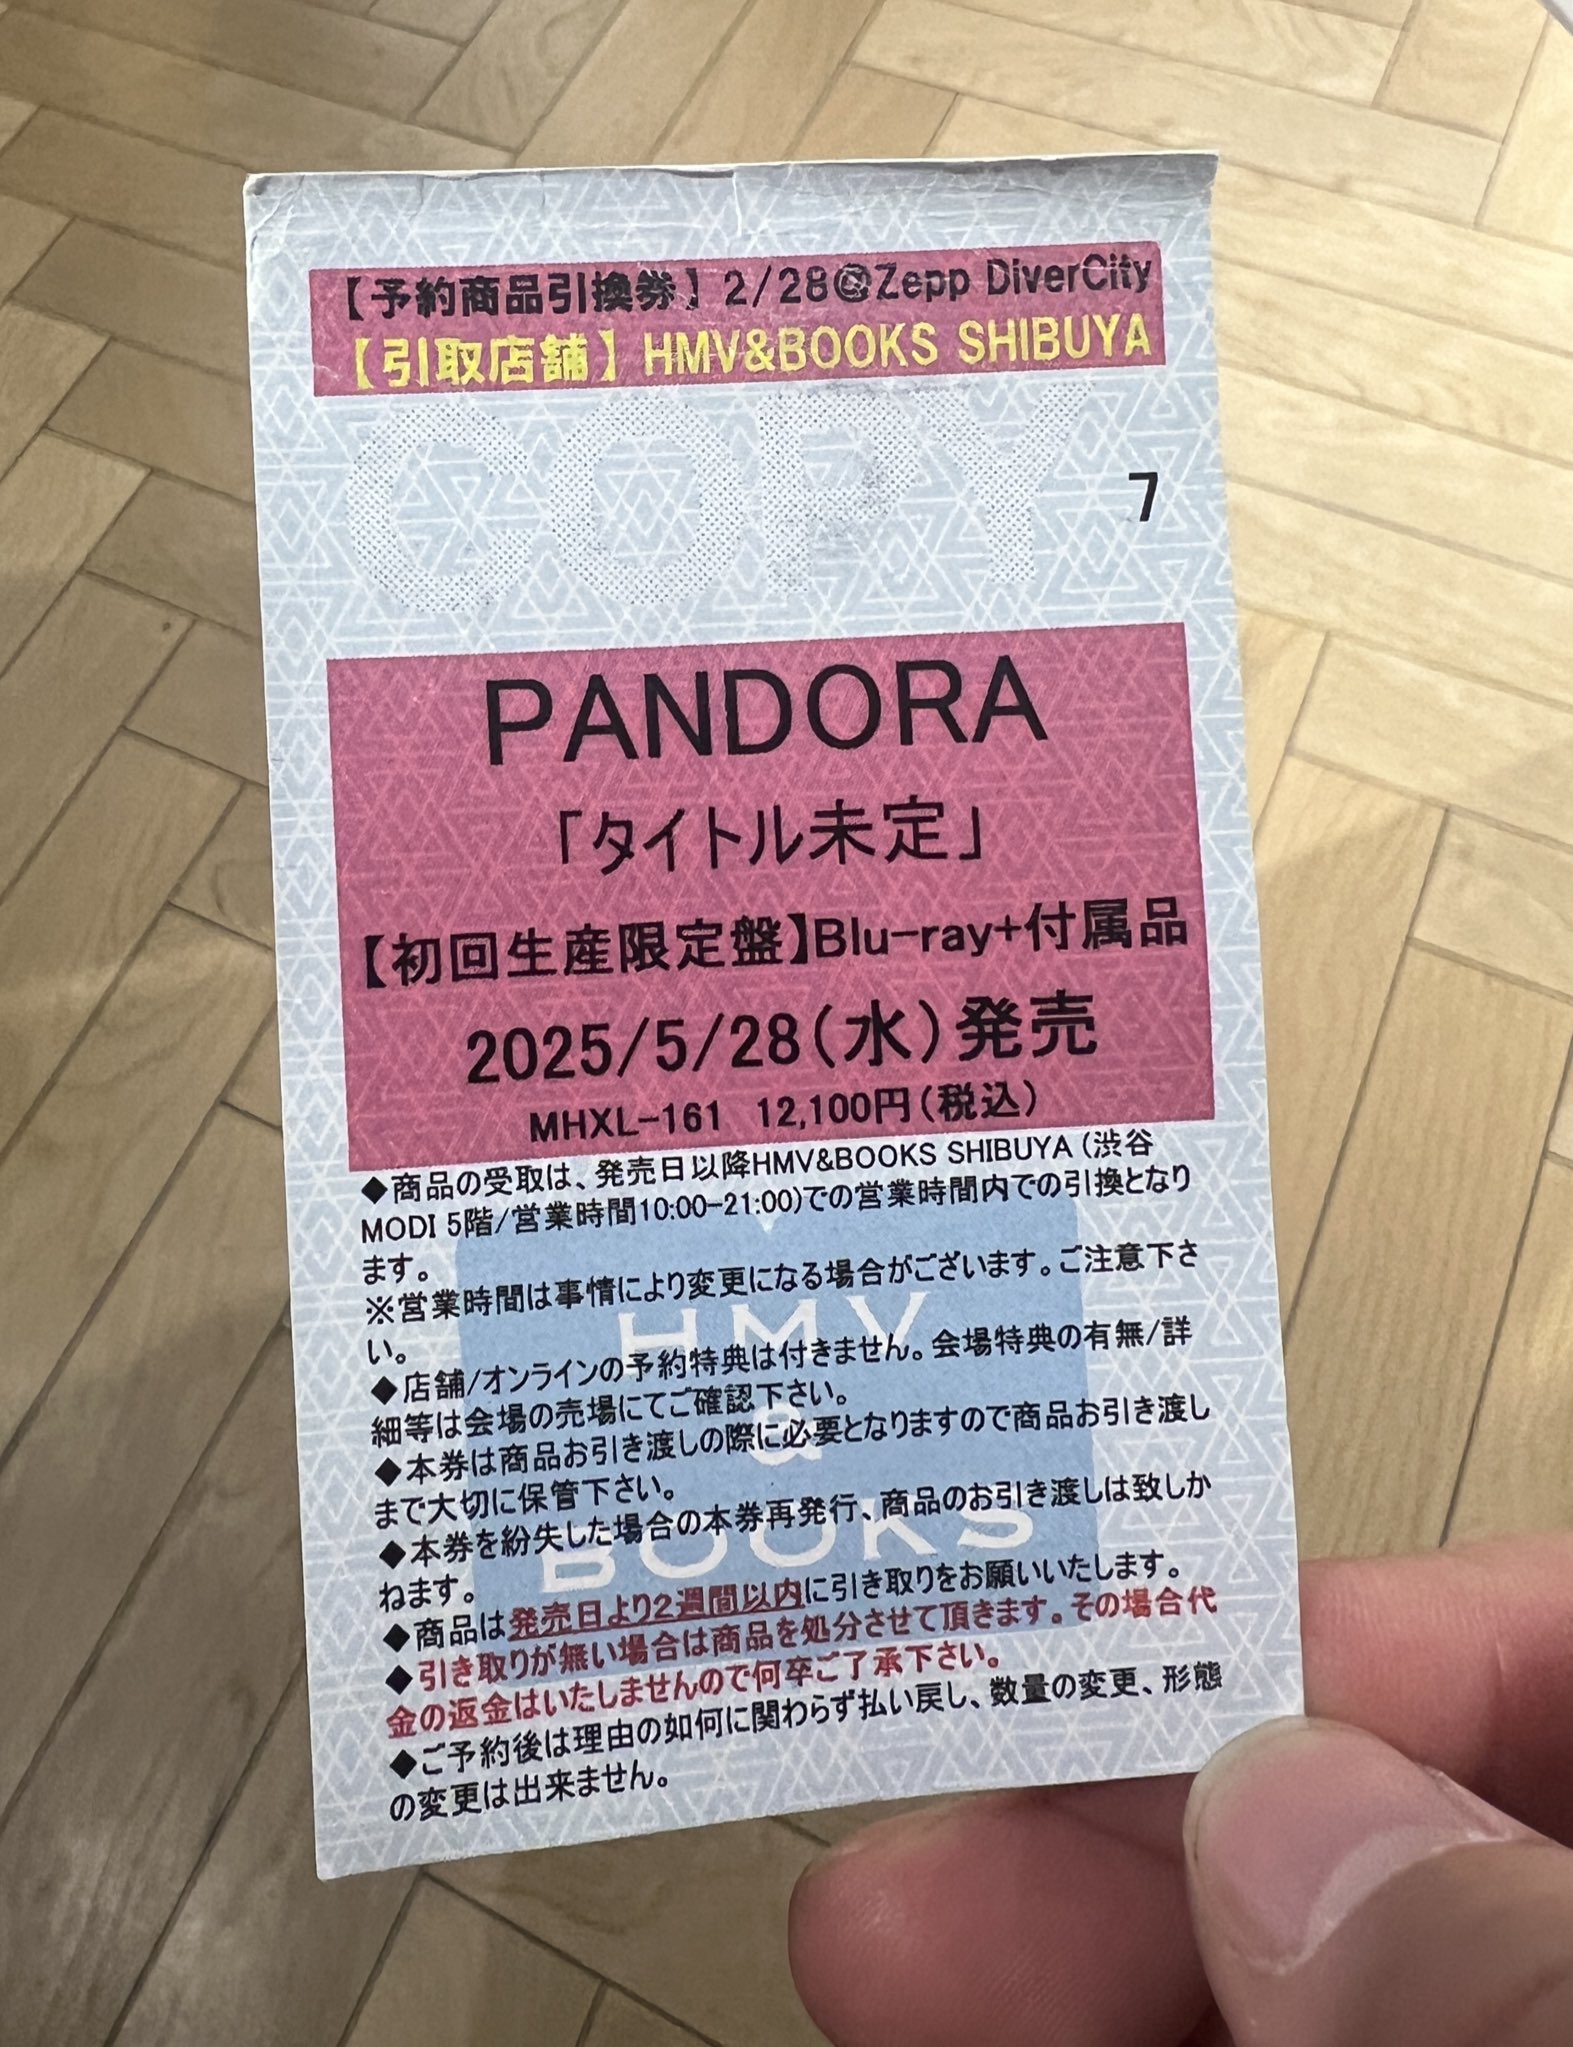 【予約商品引換券】2/28@Zepp DiverCity
【引取店舗】HMV&BOOKS SHIBUYA
COPY
7
PANDORA
「タイトル未定」
【初回生産限定盤】Blu-ray+付属品
2025/5/28(水)発売
MHXL-161 12,100円(税込)
◆商品の受取は、発売日以降HMV&BOOKS SHIBUYA(渋谷
MODI 5階/営業時間10:00-21:00)での営業時間内での引換となり
ます。
※営業時間は事情により変更になる場合がございます。ご注意下さ
い。
◆店舗/オンラインの予約特典は付きません。会場特典の有無/詳
細等は会場の売場にてご確認下さい。
◆本券は商品お引き渡しの際に必要となりますので商品お引き渡し
まで大切に保管下さい。
◆本券を紛失した場合の本券再発行、商品のお引き渡しは致しか
ねます。
◆商品は発売日より2週間以内に引き取りをお願いいたします。
◆引き取りが無い場合は商品を処分させて頂きます。その場合代
金の返金はいたしませんので何卒ご了承下さい。
◆ご予約後は理由の如何に関わらず払い戻し、数量の変更、形態
の変更は出来ません。
HMV
&
BOOKS